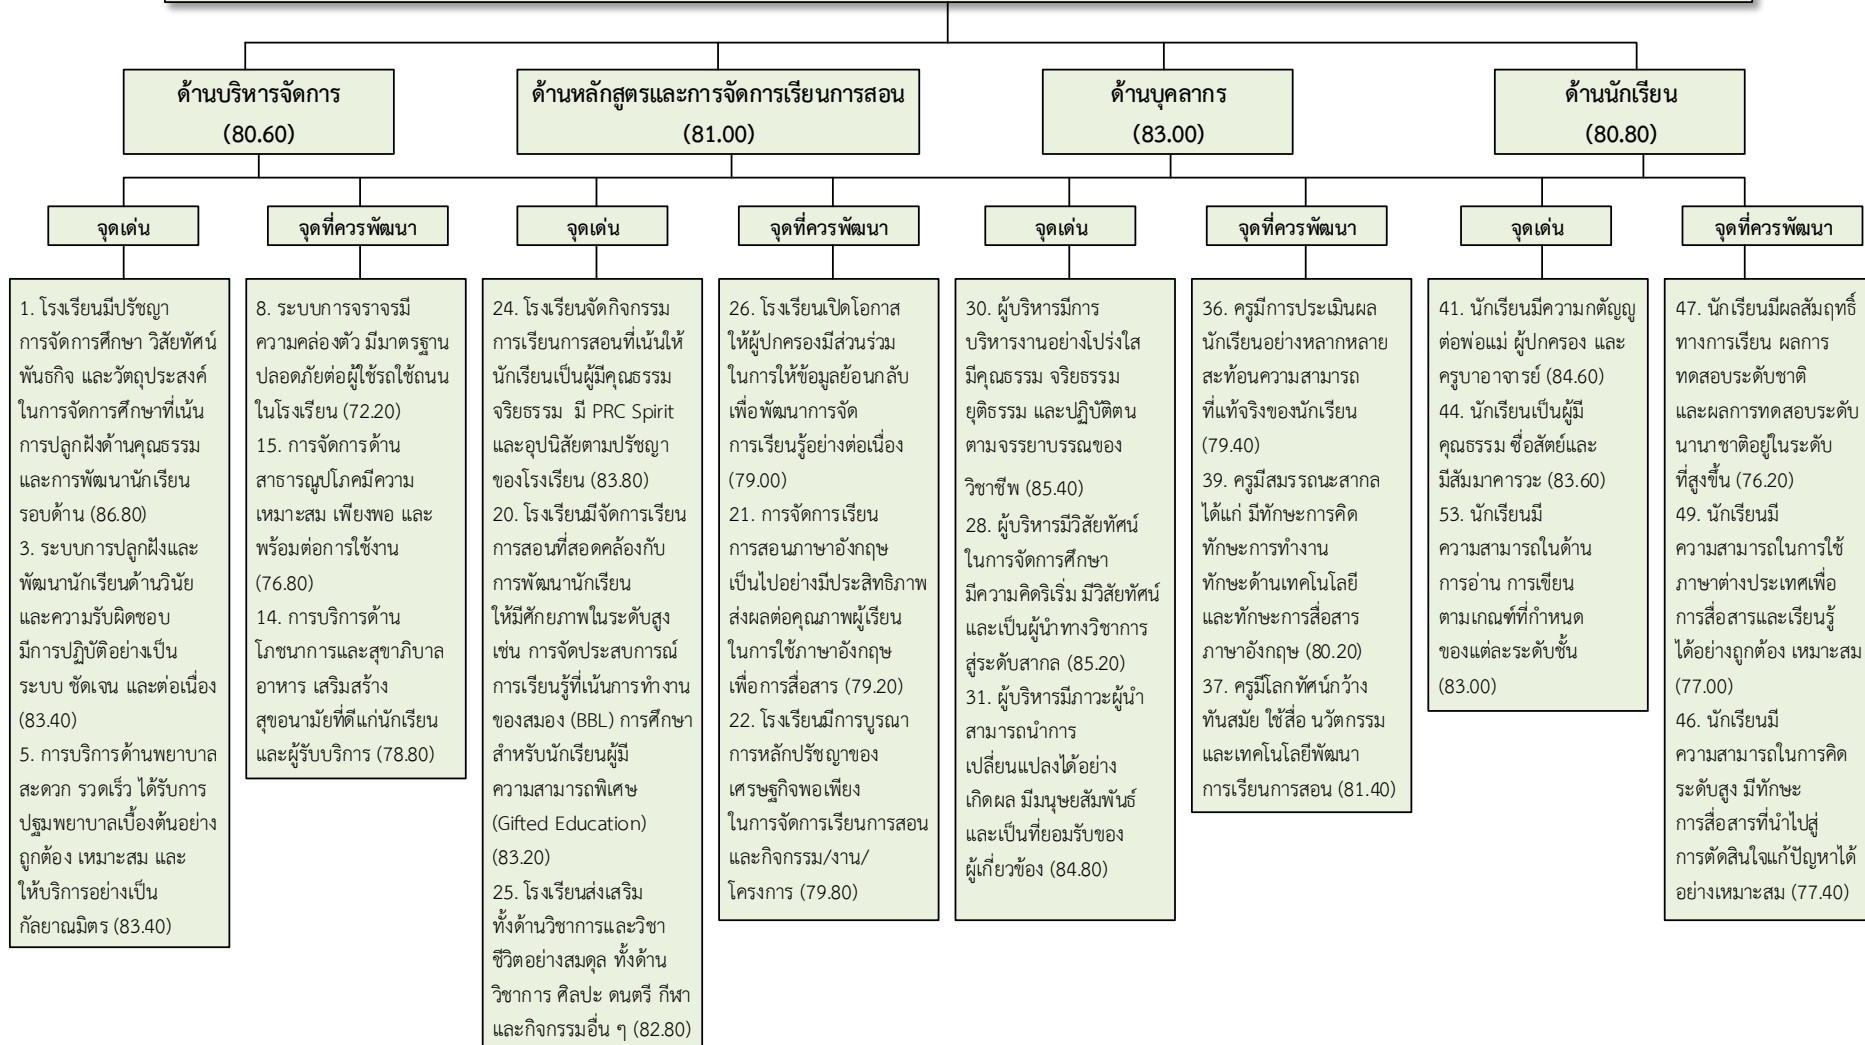 ด้านบริหารจัดการ
(80.60)
ด้านหลักสูตรและการจัดการเรียนการสอน
(81.00)
ด้านบุคลากร
(83.00)
ด้านนักเรียน
(80.80)
จุดเด่น
จุดที่ควรพัฒนา
จุดเด่น
จุดที่ควรพัฒนา
จุดเด่น
จุดที่ควรพัฒนา
จุดเด่น
จุดที่ควรพัฒนา
1. โรงเรียนมีปรัชญา
การจัดการศึกษา วิสัยทัศน์
พันธกิจ และวัตถุประสงค์
ในการจัดการศึกษาที่เน้น
การปลูกฝังด้านคุณธรรม
และการพัฒนานักเรียน
รอบด้าน (86.80)
3. ระบบการปลูกฝังและ
พัฒนานักเรียนด้านวินัย
และความรับผิดชอบ
มีการปฏิบัติอย่างเป็น
ระบบ ชัดเจน และต่อเนื่อง
(83.40)
5. การบริการด้านพยาบาล
สะดวก รวดเร็ว ได้รับการ
ปฐมพยาบาลเบื้องต้นอย่าง
ถูกต้อง เหมาะสม และ
ให้บริการอย่างเป็น
กัลยาณมิตร (83.40)
8. ระบบการจราจรมี
ความคล่องตัว มีมาตรฐาน
ปลอดภัยต่อผู้ใช้รถใช้ถนน
ในโรงเรียน (72.20)
15. การจัดการด้าน
สาธารณูปโภคมีความ
เหมาะสม เพียงพอ และ
พร้อมต่อการใช้งาน
(76.80)
14. การบริการด้าน
โภชนาการและสุขาภิบาล
อาหาร เสริมสร้าง
สุขอนามัยที่ดีแก่นักเรียน
และผู้รับบริการ (78.80)
24. โรงเรียนจัดกิจกรรม
การเรียนการสอนที่เน้นให้
นักเรียนเป็นผู้มีคุณธรรม
จริยธรรม มี PRC Spirit
และอุปนิสัยตามปรัชญา
ของโรงเรียน (83.80)
20. โรงเรียนมีจัดการเรียน
การสอนที่สอดคล้องกับ
การพัฒนานักเรียน
ให้มีศักยภาพในระดับสูง
เช่น การจัดประสบการณ์
การเรียนรู้ที่เน้นการทำงาน
ของสมอง (BBL) การศึกษา
สำหรับนักเรียนผู้มี
ความสามารถพิเศษ
(Gifted Education)
(83.20)
25. โรงเรียนส่งเสริม
ทั้งด้านวิชาการและวิชา
ชีวิตอย่างสมดุล ทั้งด้าน
วิชาการ ศิลปะ ดนตรี กีฬา
และกิจกรรมอื่น ๆ (82.80)
26. โรงเรียนเปิดโอกาส
ให้ผู้ปกครองมีส่วนร่วม
ในการให้ข้อมูลย้อนกลับ
เพื่อพัฒนาการจัด
การเรียนรู้อย่างต่อเนื่อง
(79.00)
21. การจัดการเรียน
การสอนภาษาอังกฤษ
เป็นไปอย่างมีประสิทธิภาพ
ส่งผลต่อคุณภาพผู้เรียน
ในการใช้ภาษาอังกฤษ
เพื่อการสื่อสาร (79.20)
22. โรงเรียนมีการบูรณา
การหลักปรัชญาของ
เศรษฐกิจพอเพียง
ในการจัดการเรียนการสอน
และกิจกรรม/งาน/
โครงการ (79.80)
30. ผู้บริหารมีการ
บริหารงานอย่างโปร่งใส
มีคุณธรรม จริยธรรม
ยุติธรรม และปฏิบัติตน
ตามจรรยาบรรณของ
วิชาชีพ (85.40)
28. ผู้บริหารมีวิสัยทัศน์
ในการจัดการศึกษา
มีความคิดริเริ่ม มีวิสัยทัศน์
และเป็นผู้นำทางวิชาการ
สู่ระดับสากล (85.20)
31. ผู้บริหารมีภาวะผู้นำ
สามารถนำการ
เปลี่ยนแปลงได้อย่าง
เกิดผล มีมนุษยสัมพันธ์
และเป็นที่ยอมรับของ
ผู้เกี่ยวข้อง (84.80)
36. ครูมีการประเมินผล
นักเรียนอย่างหลากหลาย
สะท้อนความสามารถ
ที่แท้จริงของนักเรียน
(79.40)
39. ครูมีสมรรถนะสากล
ได้แก่ มีทักษะการคิด
ทักษะการทำงาน
ทักษะด้านเทคโนโลยี
และทักษะการสื่อสาร
ภาษาอังกฤษ (80.20)
37. ครูมีโลกทัศน์กว้าง
ทันสมัย ใช้สื่อ นวัตกรรม
และเทคโนโลยีพัฒนา
การเรียนการสอน (81.40)
41. นักเรียนมีความกตัญญู
ต่อพ่อแม่ ผู้ปกครอง และ
ครูบาอาจารย์ (84.60)
44. นักเรียนเป็นผู้มี
คุณธรรม ซื่อสัตย์และ
มีสัมมาคารวะ (83.60)
53. นักเรียนมี
ความสามารถในด้าน
การอ่าน การเขียน
ตามเกณฑ์ที่กำหนด
ของแต่ละระดับชั้น
(83.00)
47. นักเรียนมีผลสัมฤทธิ์
ทางการเรียน ผลการ
ทดสอบระดับชาติ
และผลการทดสอบระดับ
นานาชาติอยู่ในระดับ
ที่สูงขึ้น (76.20)
49. นักเรียนมี
ความสามารถในการใช้
ภาษาต่างประเทศเพื่อ
การสื่อสารและเรียนรู้
ได้อย่างถูกต้อง เหมาะสม
(77.00)
46. นักเรียนมี
ความสามารถในการคิด
ระดับสูง มีทักษะ
การสื่อสารที่นำไปสู่
การตัดสินใจแก้ปัญหาได้
อย่างเหมาะสม (77.40)